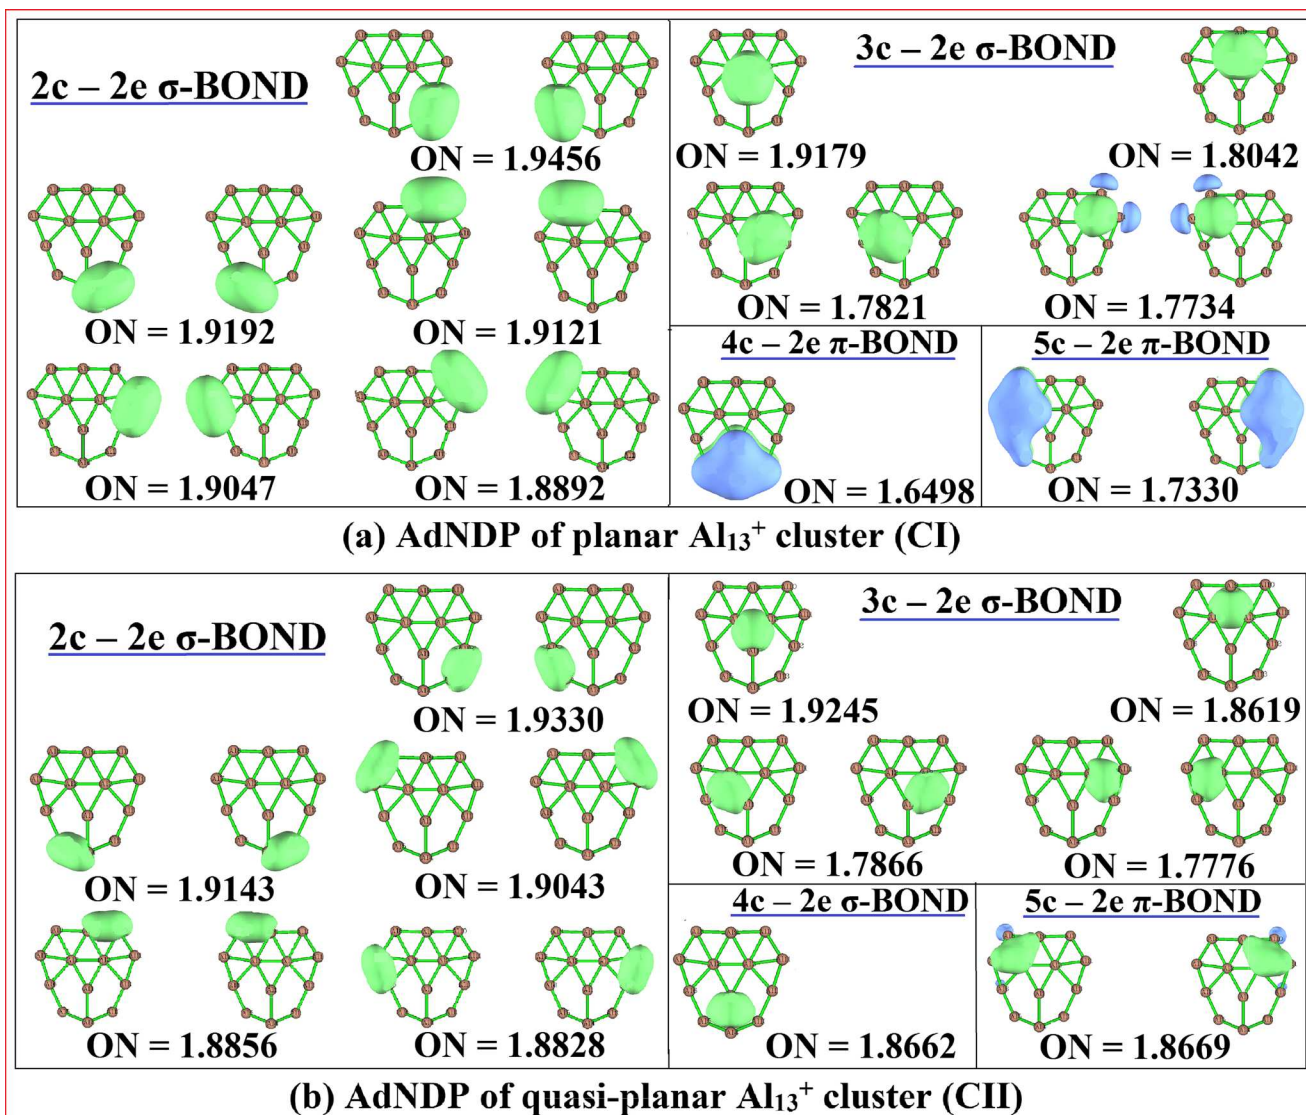 2c – 2e σ-BOND
ON = 1.9456
ON = 1.9192
ON = 1.9121
ON = 1.9047
ON = 1.8892
3c – 2e σ-BOND
ON = 1.9179
ON = 1.8042
ON = 1.7821
ON = 1.7734
4c – 2e π-BOND
ON = 1.6498
5c – 2e π-BOND
ON = 1.7330
(a) AdNDP of planar Al₁₃⁺ cluster (CI)
2c – 2e σ-BOND
ON = 1.9330
ON = 1.9143
ON = 1.9043
ON = 1.8856
ON = 1.8828
3c – 2e σ-BOND
ON = 1.9245
ON = 1.8619
ON = 1.7866
ON = 1.7776
4c – 2e σ-BOND
ON = 1.8662
5c – 2e π-BOND
ON = 1.8669
(b) AdNDP of quasi-planar Al₁₃⁺ cluster (CII)